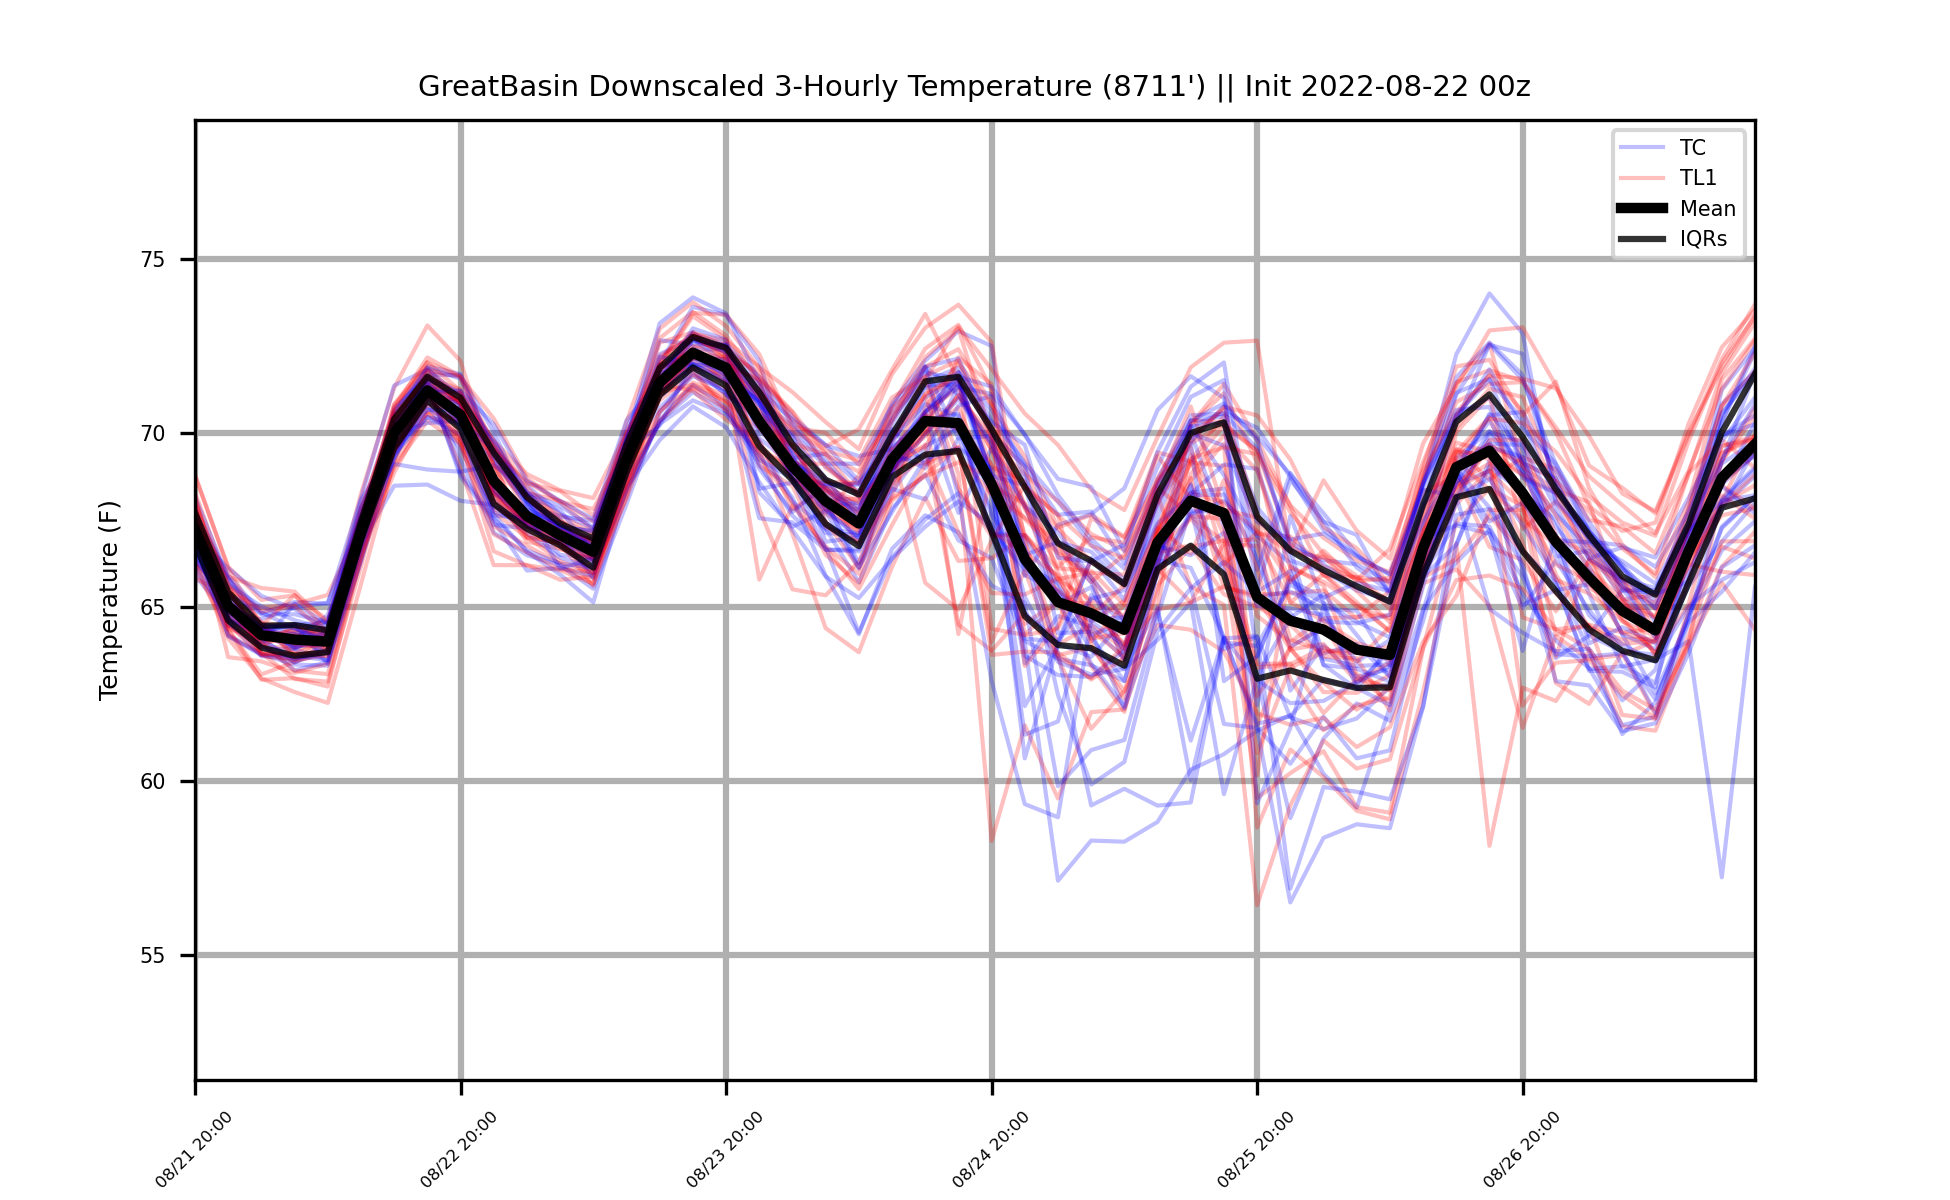 GreatBasin Downscaled 3-Hourly Temperature (8711') || Init 2022-08-22 00z
TC
TL1
Mean
IQRs
Temperature (F)
75
70
65
60
55
08/21 20:00
08/22 20:00
08/23 20:00
08/24 20:00
08/25 20:00
08/26 20:00